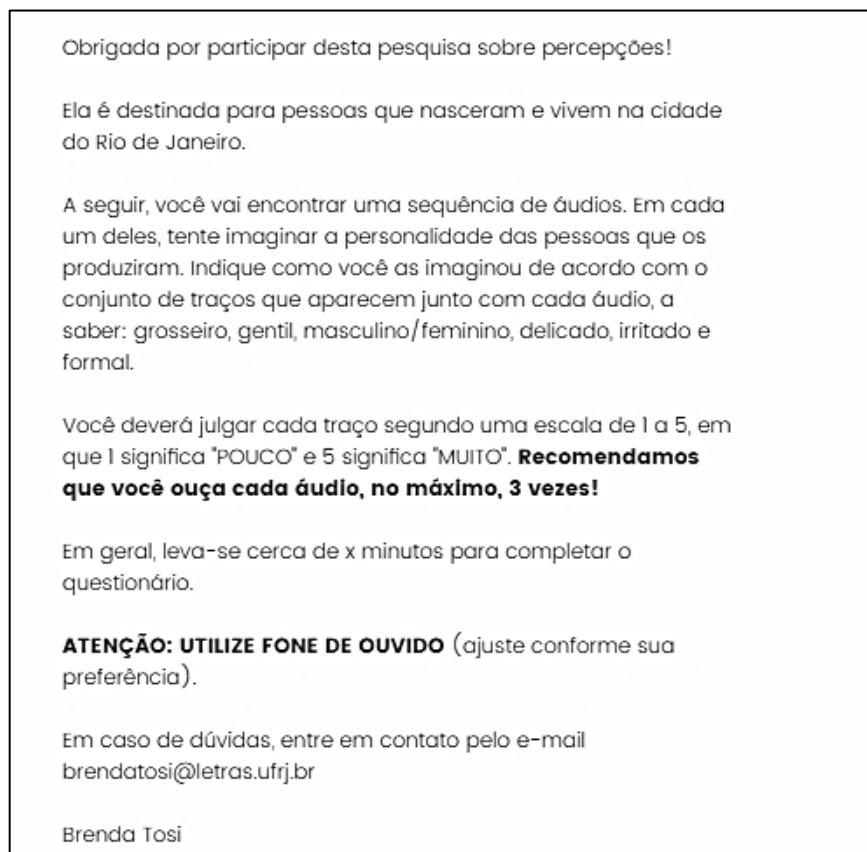 Obrigada por participar desta pesquisa sobre percepções!
Ela é destinada para pessoas que nasceram e vivem na cidade
do Rio de Janeiro.
A seguir, você vai encontrar uma sequência de áudios. Em cada
um deles, tente imaginar a personalidade das pessoas que os
produziram. Indique como você as imaginou de acordo com o
conjunto de traços que aparecem junto com cada áudio, a
saber: grosseiro, gentil, masculino/feminino, delicado, irritado e
formal.
Você deverá julgar cada traço segundo uma escala de 1 a 5, em
que 1 significa "POUCO" e 5 significa "MUITO". Recomendamos
que você ouça cada áudio, no máximo, 3 vezes!
Em geral, leva-se cerca de x minutos para completar o
questionário.
ATENÇÃO: UTILIZE FONE DE OUVIDO (ajuste conforme sua
preferência).
Em caso de dúvidas, entre em contato pelo e-mail
brendatosi@letras.ufrj.br
Brenda Tosi